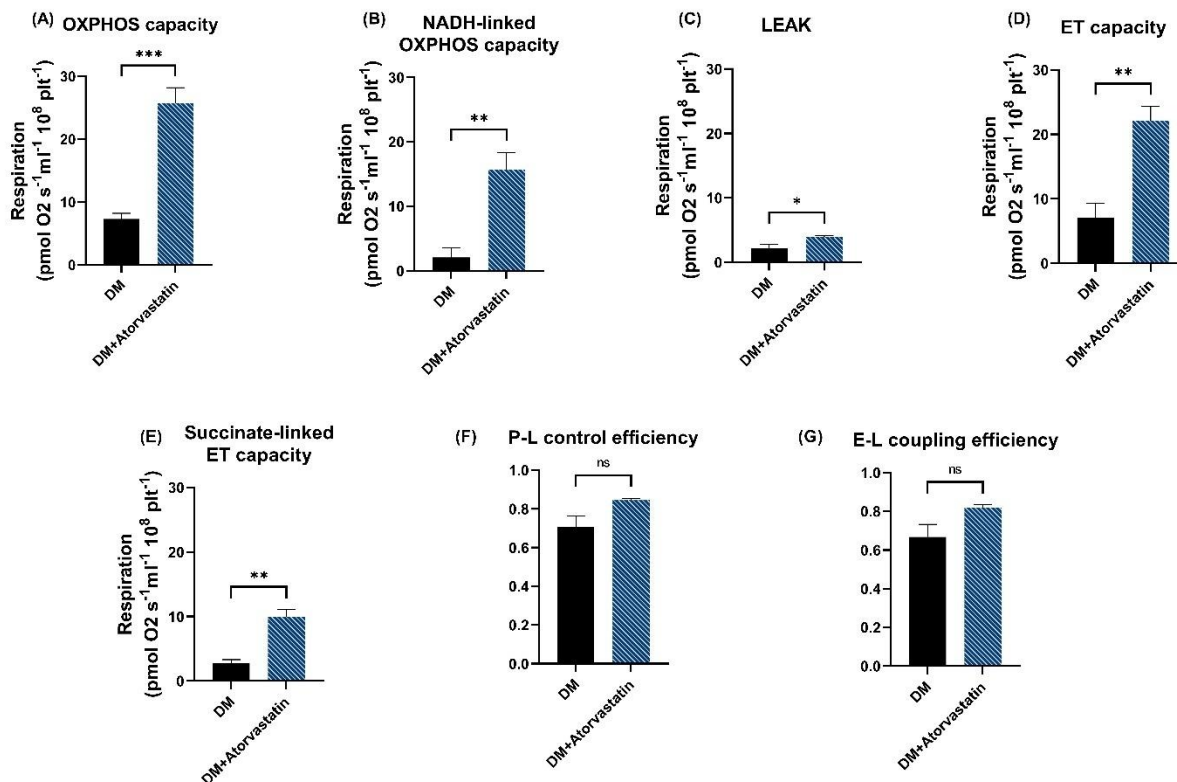 (A) OXPHOS capacity
***
30
20
10
0
Respiration
(pmol O2 s⁻¹ml⁻¹ 10⁸ plt⁻¹)
DM
DM+Atorvastatin
(B) NADH-linked
OXPHOS capacity
**
30
20
10
0
Respiration
(pmol O2 s⁻¹ml⁻¹ 10⁸ plt⁻¹)
DM
DM+Atorvastatin
(C) LEAK
*
30
20
10
0
Respiration
(pmol O2 s⁻¹ml⁻¹ 10⁸ plt⁻¹)
DM
DM+Atorvastatin
(D) ET capacity
**
30
20
10
0
Respiration
(pmol O2 s⁻¹ml⁻¹ 10⁸ plt⁻¹)
DM
DM+Atorvastatin
(E) Succinate-linked
ET capacity
**
30
20
10
0
Respiration
(pmol O2 s⁻¹ml⁻¹ 10⁸ plt⁻¹)
DM
DM+Atorvastatin
(F) P-L control efficiency
ns
1.0
0.8
0.6
0.4
0.2
0.0
DM
DM+Atorvastatin
(G) E-L coupling efficiency
ns
1.0
0.8
0.6
0.4
0.2
0.0
DM
DM+Atorvastatin